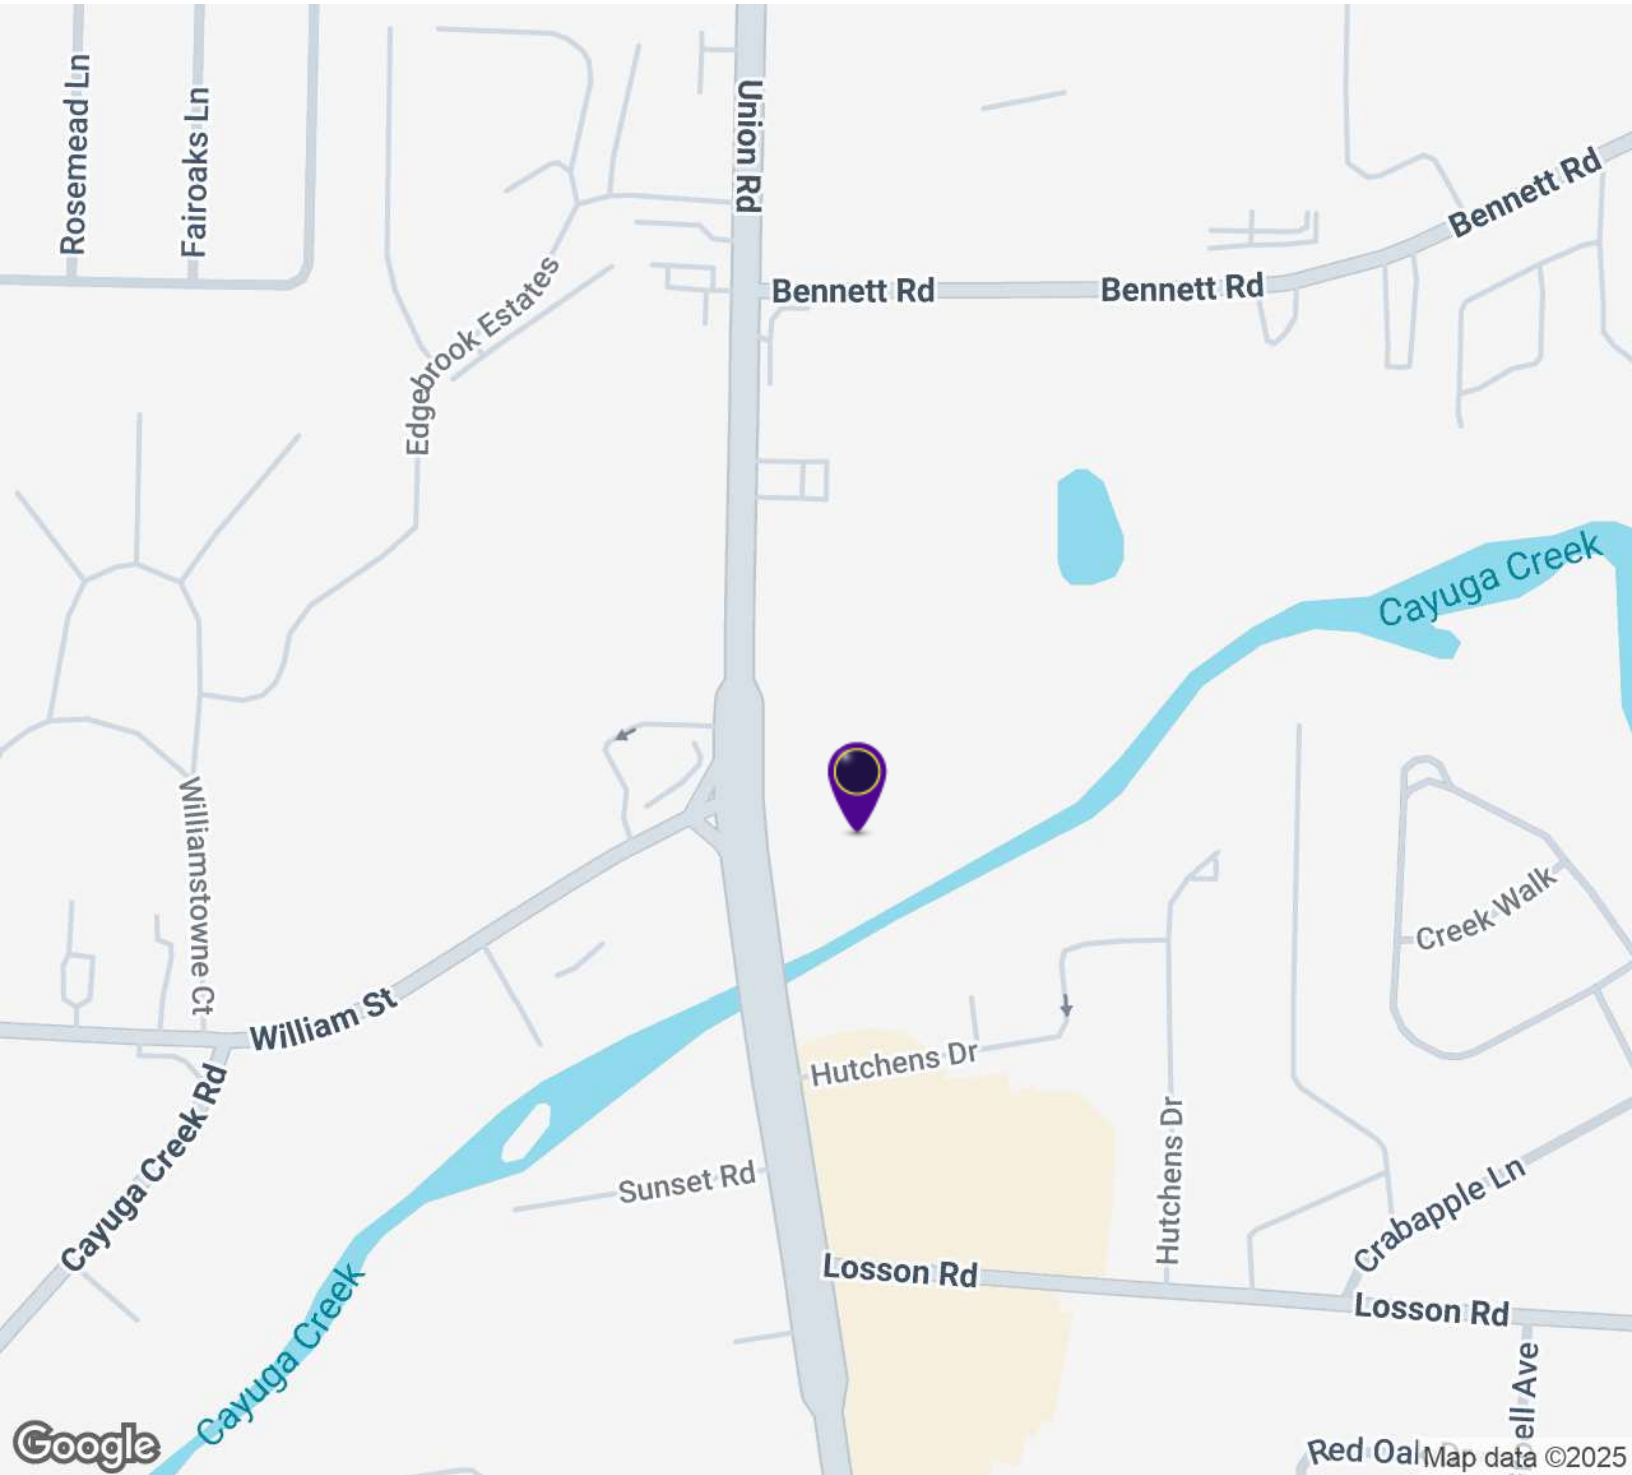 Rosemead Ln
Fairoaks Ln
Union Rd
Bennett Rd
Bennett Rd
Bennett Rd
Edgebrook Estates
Cayuga Creek
Williamstowne Ct
Creek Walk
William St
Hutchens Dr
Cayuga Creek Rd
Hutchens Dr
Sunset Rd
Crabapple Ln
Losson Rd
Losson Rd
Cayuga Creek
Google
Red Oak
Map data ©2025